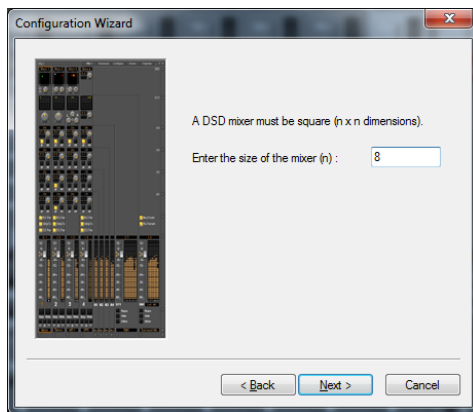 Configuration Wizard
A DSD mixer must be square (n x n dimensions).
Enter the size of the mixer (n) : 8
< Back Next > Cancel